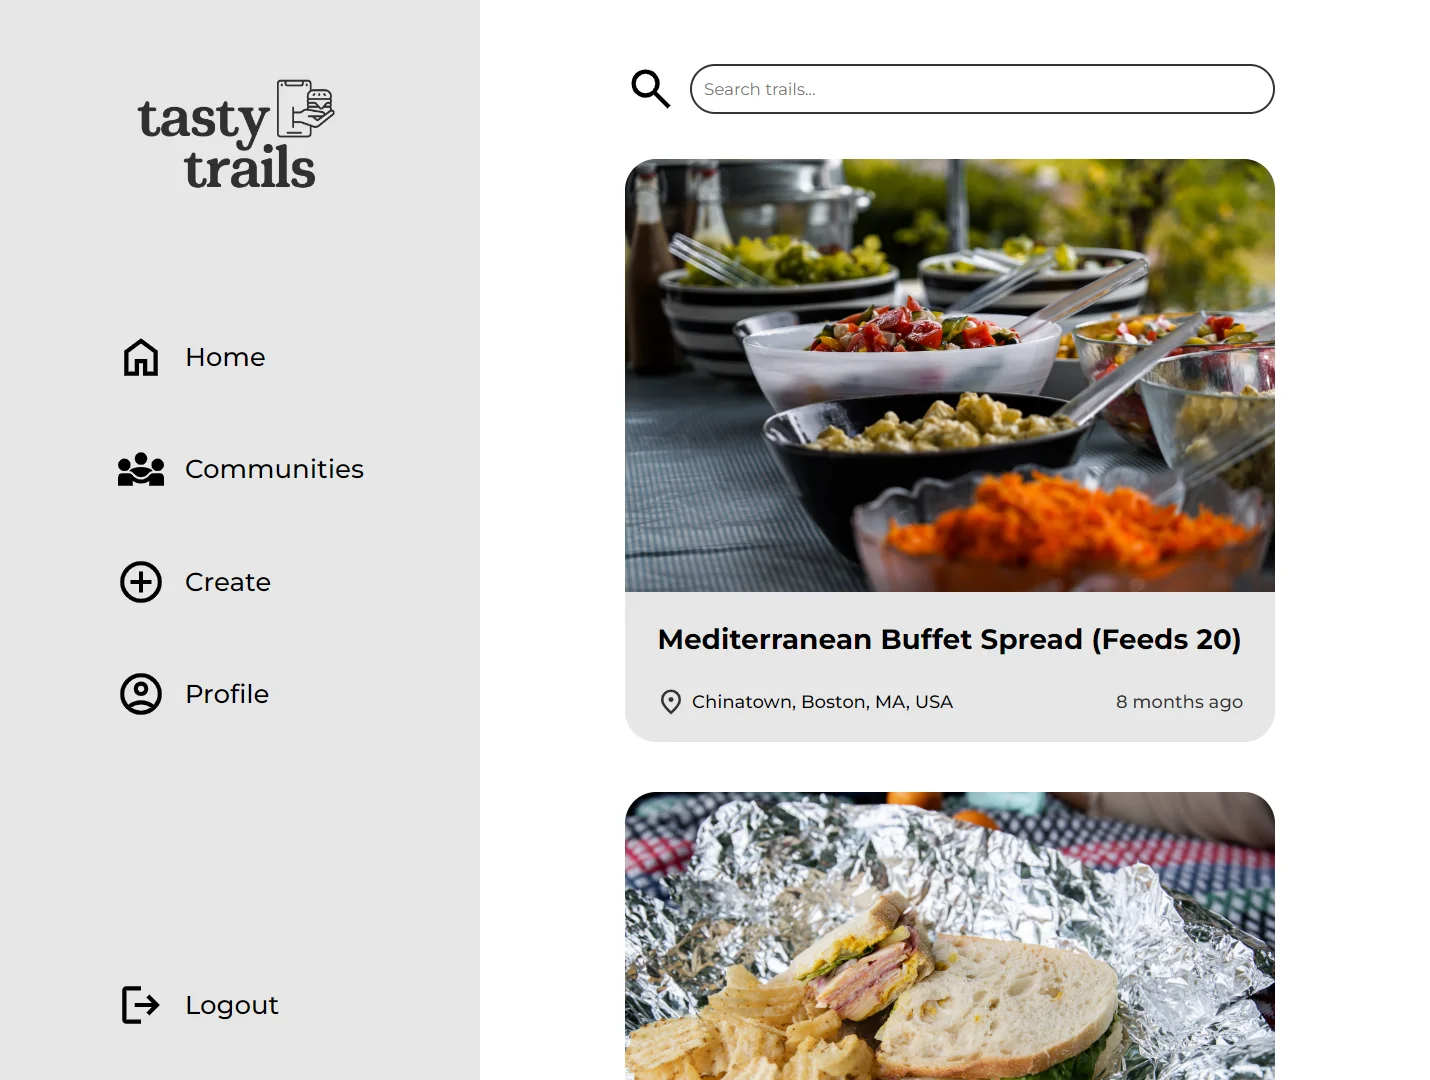 tasty
trails
Home
Communities
Create
Profile
Logout
Search trails...
Mediterranean Buffet Spread (Feeds 20)
Chinatown, Boston, MA, USA
8 months ago